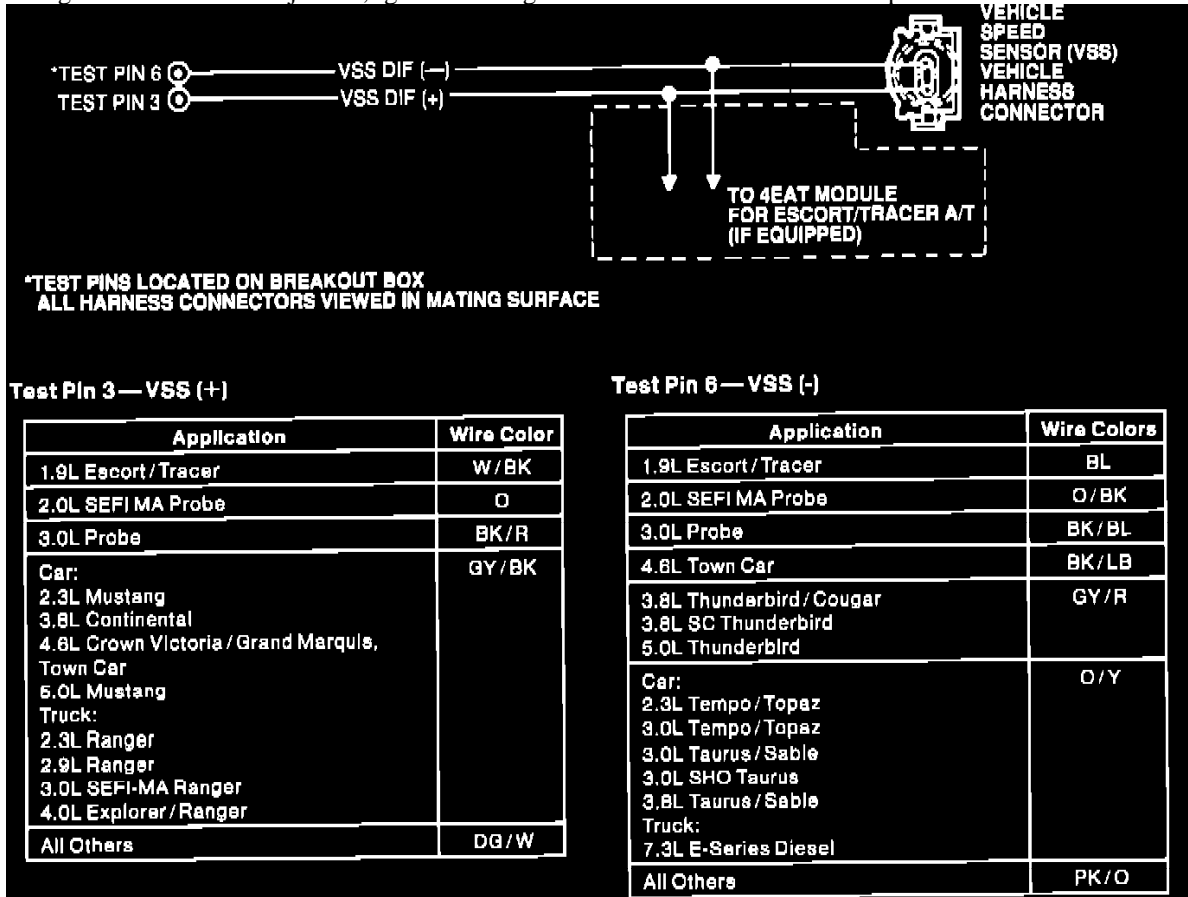 VEHICLE
SPEED
SENSOR (VSS)
VEHICLE
HARNESS
CONNECTOR
*TEST PIN 6 VSS DIF (—)
TEST PIN 3 VSS DIF (+)
TO 4EAT MODULE
FOR ESCORT/TRACER A/T
(IF EQUIPPED)
*TEST PINS LOCATED ON BREAKOUT BOX
ALL HARNESS CONNECTORS VIEWED IN MATING SURFACE
Test Pin 3—VSS (+)
Application Wire Color
1.9L Escort/Tracer W/BK
2.0L SEFI MA Probe O
3.0L Probe BK/R
Car: GY/BK
2.3L Mustang
3.8L Continental
4.6L Crown Victoria/Grand Marquis,
Town Car
5.0L Mustang
Truck:
2.3L Ranger
2.9L Ranger
3.0L SEFI-MA Ranger
4.0L Explorer/Ranger
All Others DG/W
Test Pin 6—VSS (-)
Application Wire Colors
1.9L Escort/Tracer BL
2.0L SEFI MA Probe O/BK
3.0L Probe BK/BL
4.6L Town Car BK/LB
3.8L Thunderbird/Cougar GY/R
3.8L SC Thunderbird
5.0L Thunderbird
Car: O/Y
2.3L Tempo/Topaz
3.0L Tempo/Topaz
3.0L Taurus/Sable
3.0L SHO Taurus
3.8L Taurus/Sable
Truck:
7.3L E-Series Diesel
All Others PK/O